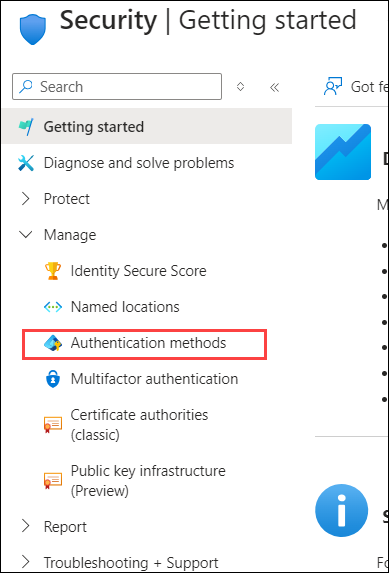 Security | Getting started
Search
Got fe
Getting started
Diagnose and solve problems
Protect
Manage
Identity Secure Score
Named locations
Authentication methods
Multifactor authentication
Certificate authorities
(classic)
Public key infrastructure
(Preview)
Report
Troubleshooting + Support
D
M
S
Fo